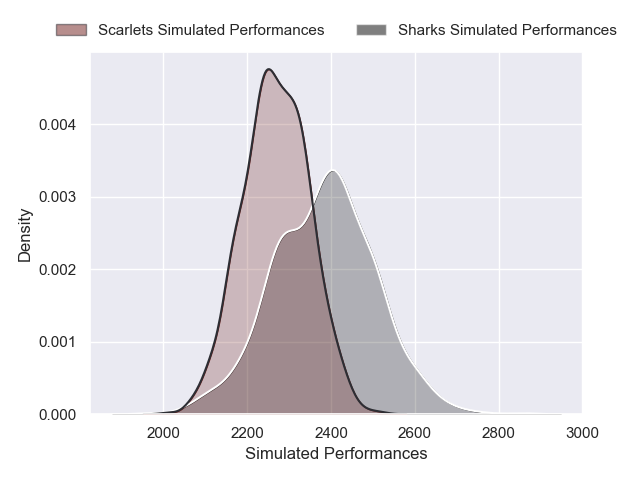 Scarlets Simulated Performances Sharks Simulated Performances
0.004
0.003
0.002
0.001
0.000
Density
2000 2200 2400 2600 2800 3000
Simulated Performances